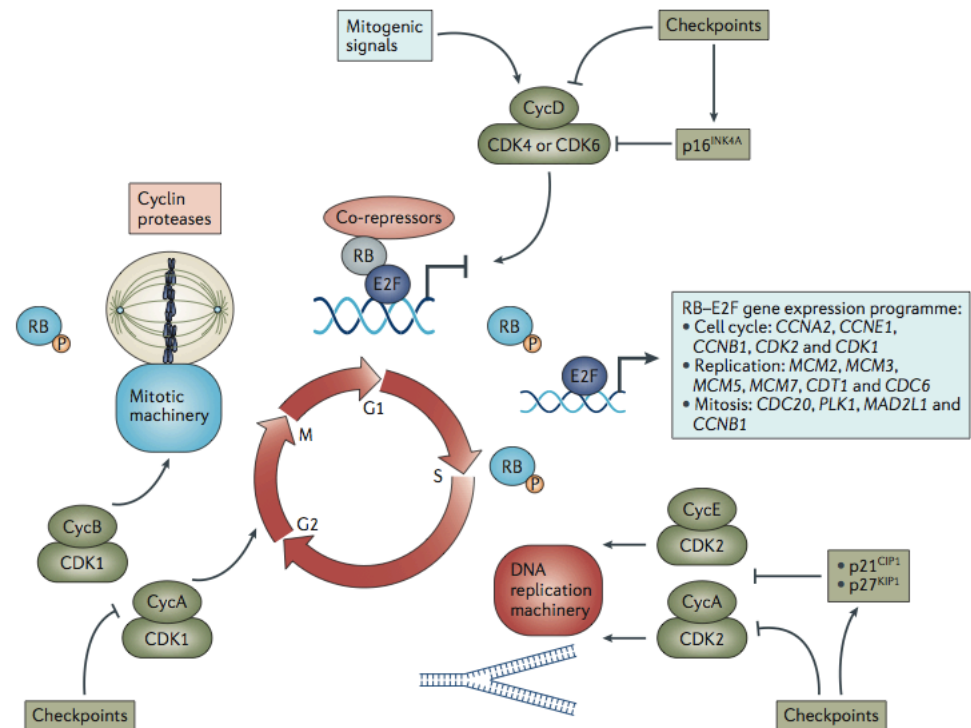 Mitogenic
signals
Checkpoints
CycD
CDK4 or CDK6
p16INK4A
Cyclin
proteases
Co-repressors
RB
E2F
RB
P
Mitotic
machinery
RB
P
E2F
RB–E2F gene expression programme:
• Cell cycle: CCNA2, CCNE1,
CCNB1, CDK2 and CDK1
• Replication: MCM2, MCM3,
MCM5, MCM7, CDT1 and CDC6
• Mitosis: CDC20, PLK1, MAD2L1 and
CCNB1
G1
M
S
G2
RB
P
CycB
CDK1
CycA
CDK1
Checkpoints
DNA
replication
machinery
CycE
CDK2
CycA
CDK2
• p21CIP1
• p27KIP1
Checkpoints